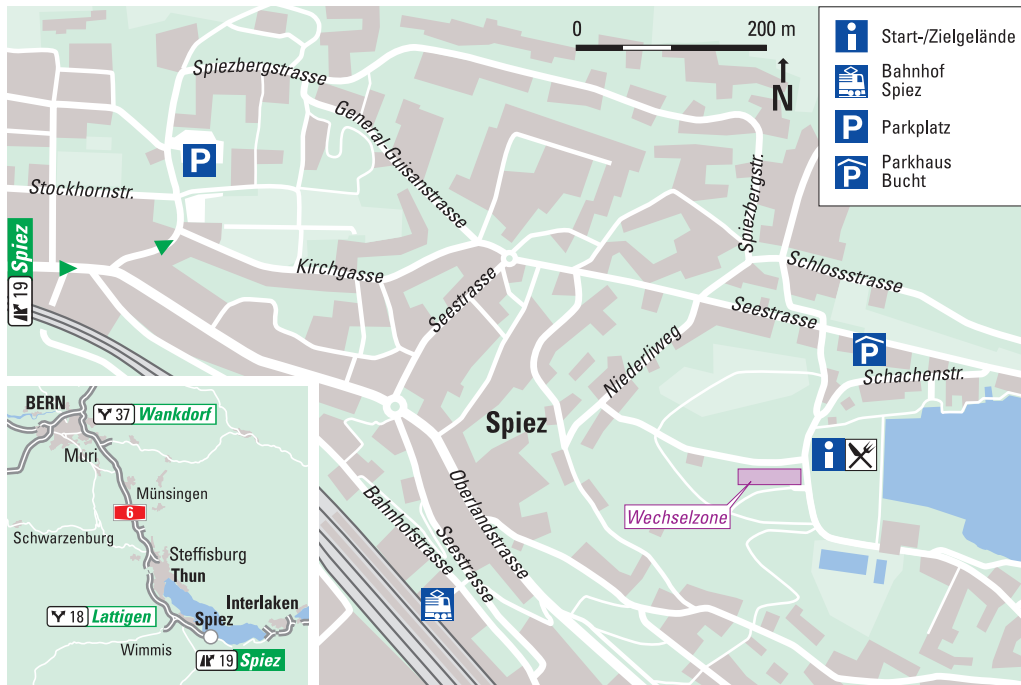 0 200 m
N
Start-/Zielgelände
Bahnhof
Spiez
P Parkplatz
P Parkhaus
Bucht
Spiezbergstrasse
General-Guisanstrasse
P
Stockhornstr.
Spiezbergstr.
Schlossstrasse
19 Spiez
Kirchgasse
Seestrasse
Seestrasse
Niederliweg
P
Schachenstr.
Spiez
i
Wechselzone
Oberlandstrasse
Bahnhofstrasse
Seestrasse
BERN
37 Wankdorf
Muri
Münsingen
6
Schwarzenburg
Steffisburg
Thun
Interlaken
18 Lattigen
Spiez
Wimmis
19 Spiez